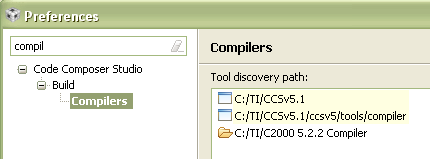 Preferences
compil
Compilers
Code Composer Studio
Build
Compilers
Tool discovery path:
C:/TI/CCSv5.1
C:/TI/CCSv5.1/ccsv5/tools/compiler
C:/TI/C2000 5.2.2 Compiler